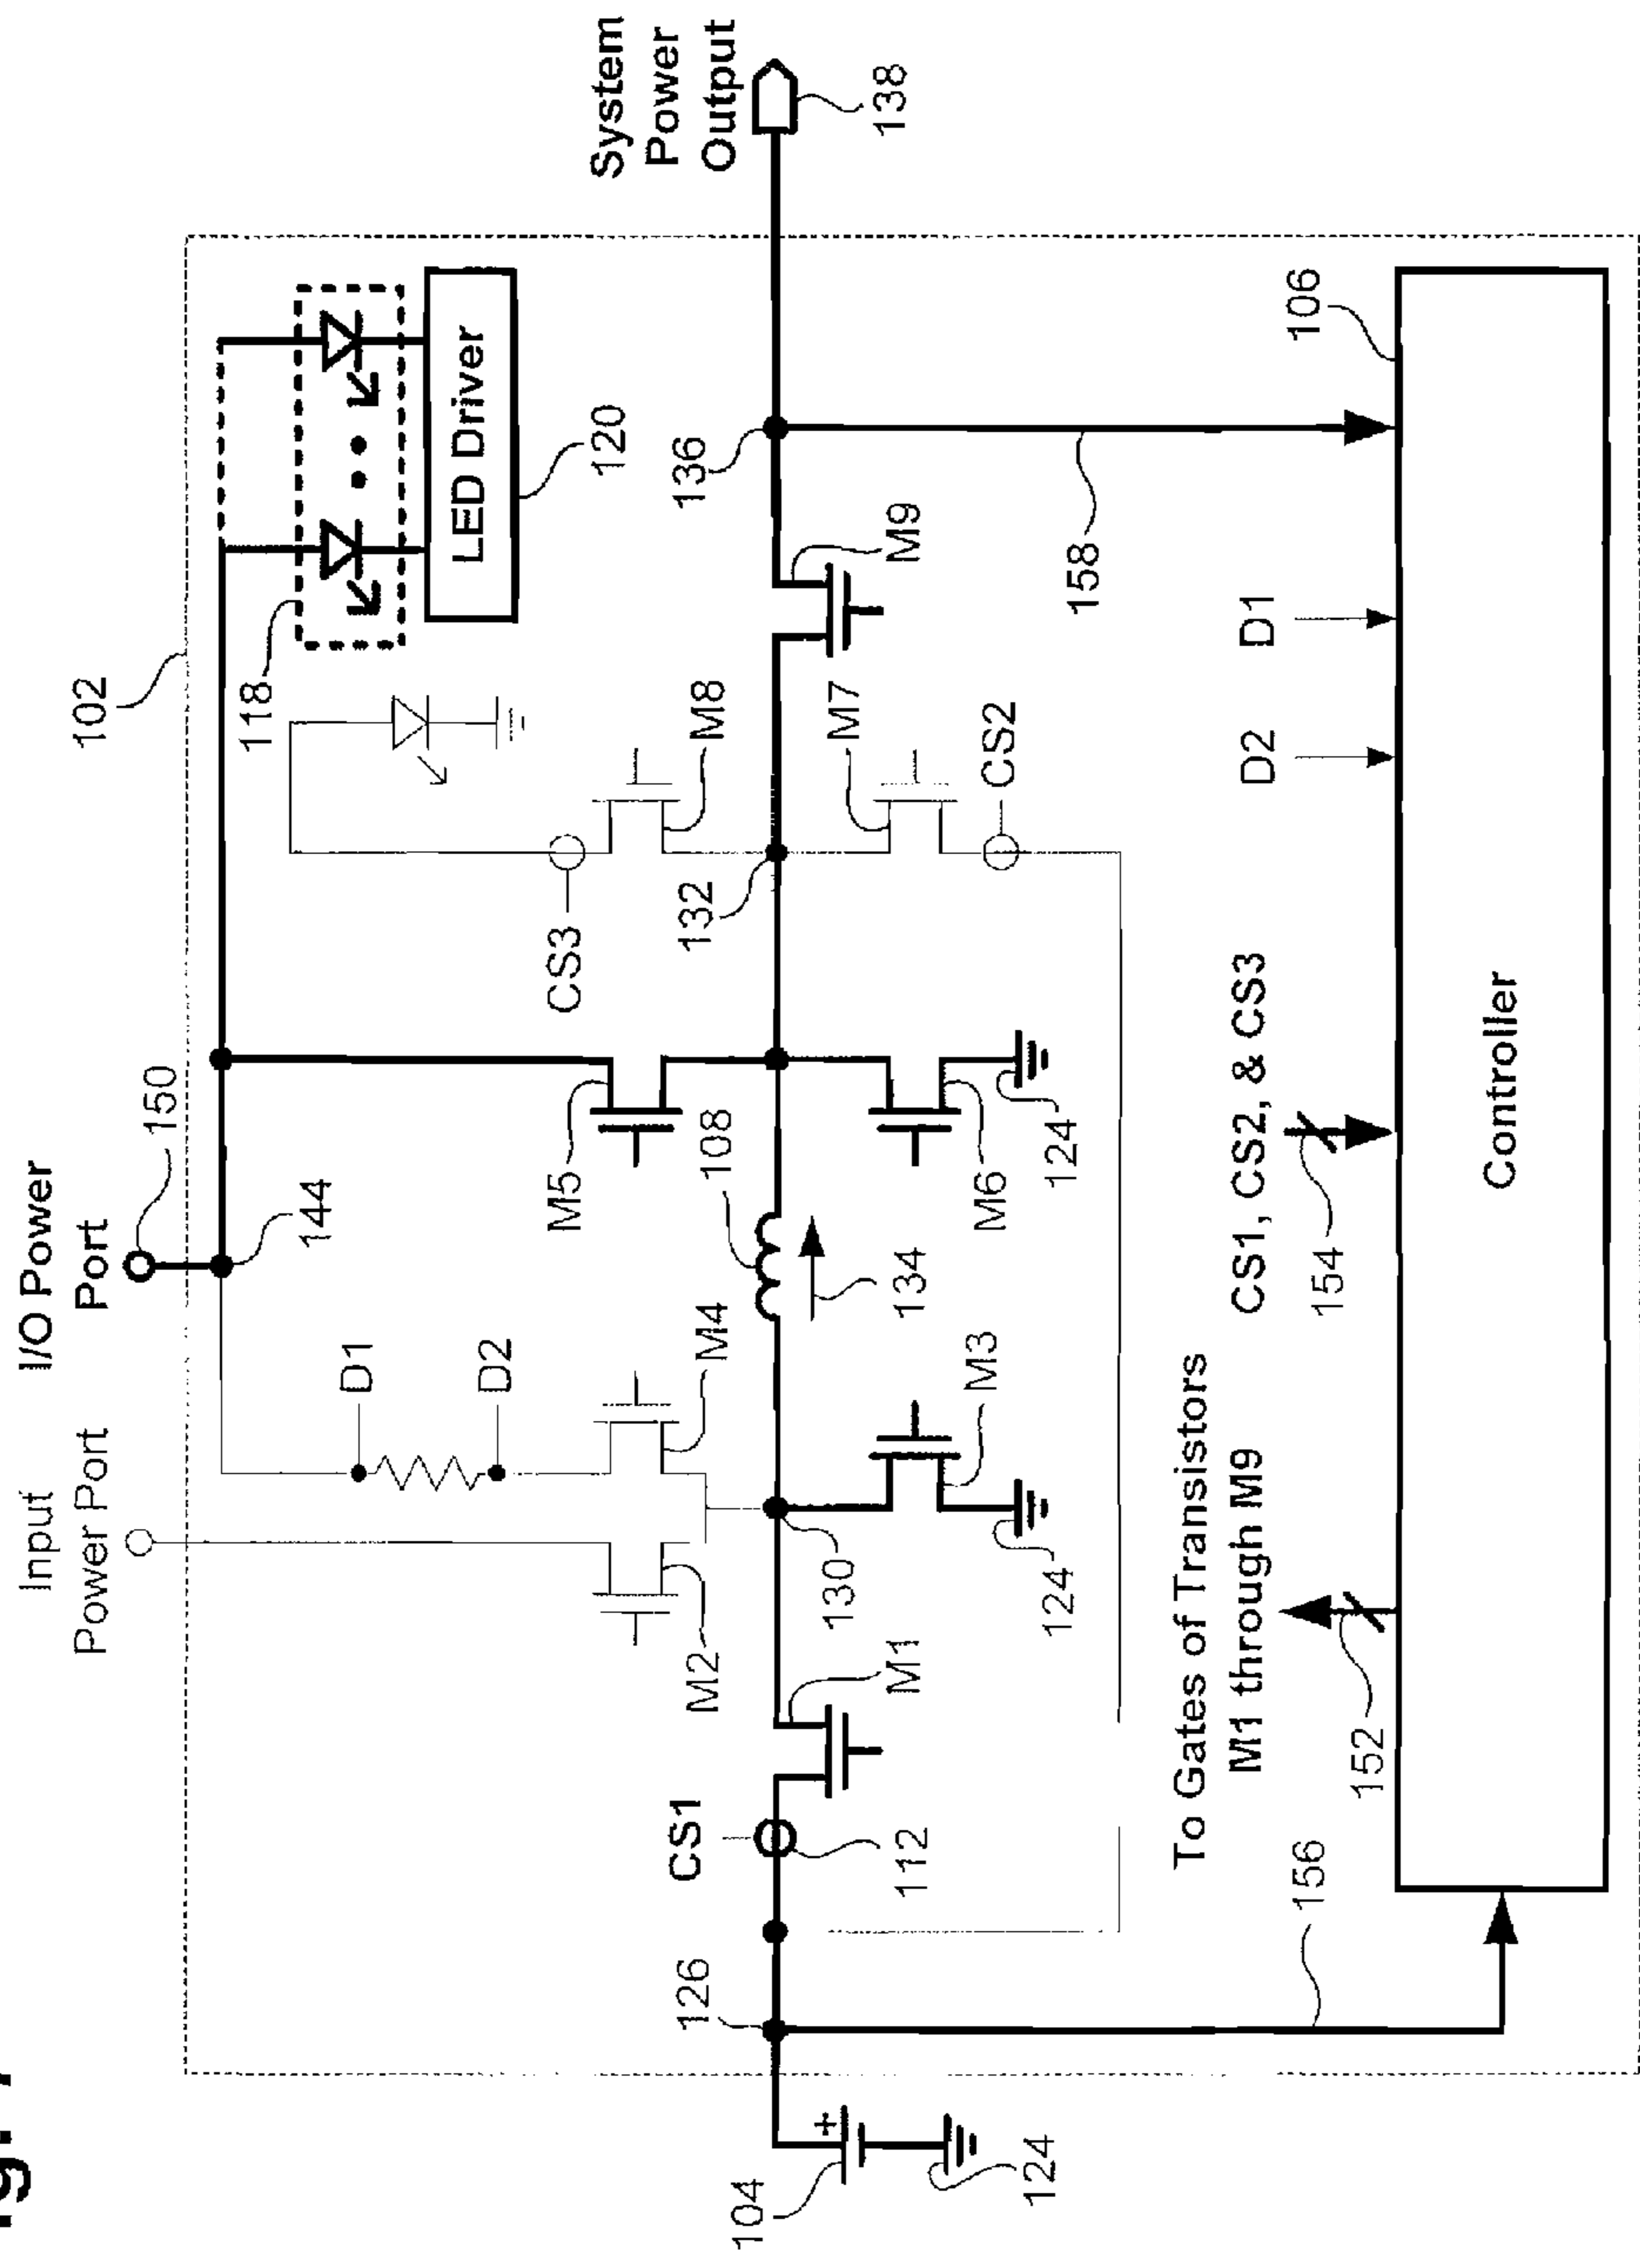 I/O Power
Port
150
144
Input
Power Port
102
118
LED Driver
120
System
Power
Output
138
D1
D2
M4
M2
M5
108
134
M6
124
CS3
M8
132
M7
CS2
136
M9
158
M3
124
130
M1
CS1
112
126
104
+
124
156
To Gates of Transistors
M1 through M9
152
CS1, CS2, & CS3
154
D2
D1
106
Controller